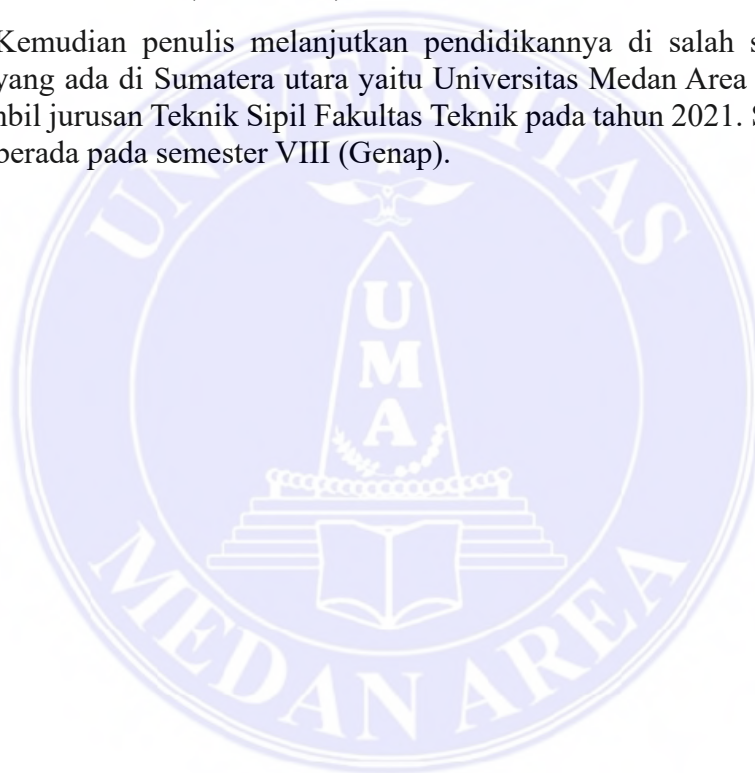 Kemudian penulis melanjutkan pendidikannya di salah
yang ada di Sumatera utara yaitu Universitas Medan Area
jurusan Teknik Sipil Fakultas Teknik pada tahun 2021.
berada pada semester VIII (Genap).
UNIVERSITAS
U
M
A
MEDAN AREA